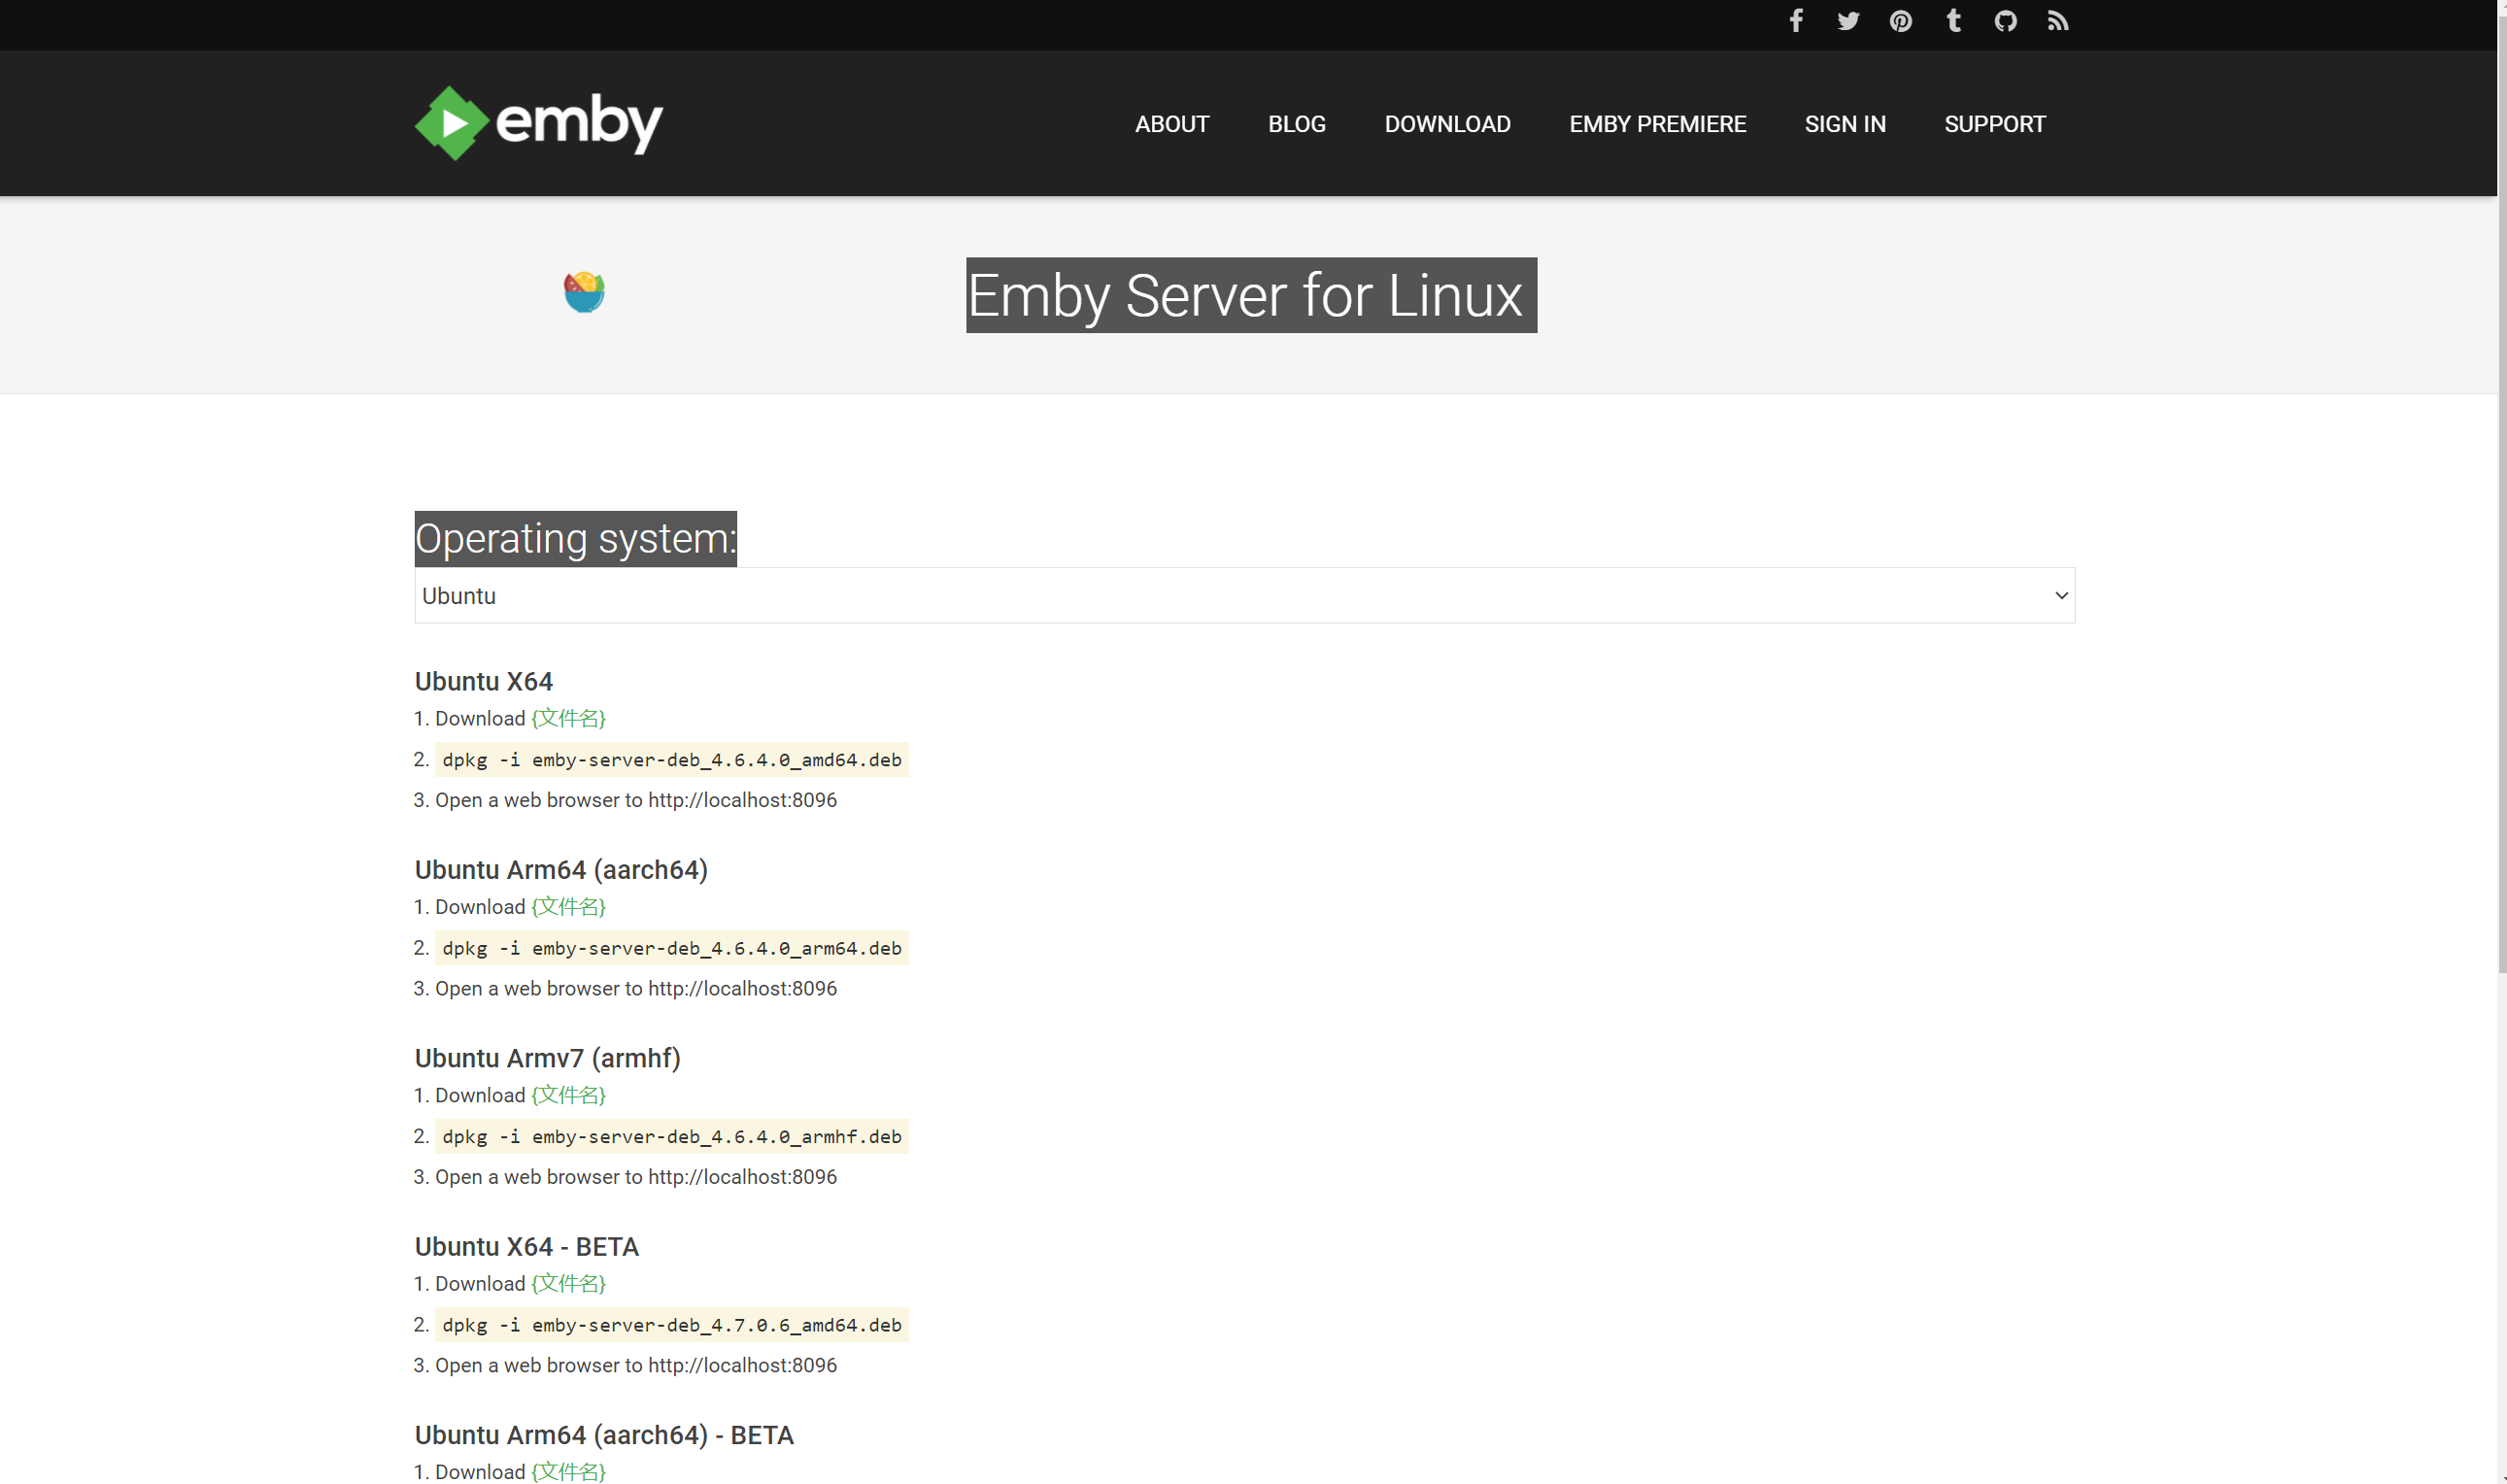 emby
ABOUT BLOG DOWNLOAD EMBY PREMIERE SIGN IN SUPPORT
Emby Server for Linux
Operating system:
Ubuntu
Ubuntu X64
1. Download {文件名}
2. dpkg -i emby-server-deb_4.6.4.0_amd64.deb
3. Open a web browser to http://localhost:8096
Ubuntu Arm64 (aarch64)
1. Download {文件名}
2. dpkg -i emby-server-deb_4.6.4.0_arm64.deb
3. Open a web browser to http://localhost:8096
Ubuntu Armv7 (armhf)
1. Download {文件名}
2. dpkg -i emby-server-deb_4.6.4.0_armhf.deb
3. Open a web browser to http://localhost:8096
Ubuntu X64 - BETA
1. Download {文件名}
2. dpkg -i emby-server-deb_4.7.0.6_amd64.deb
3. Open a web browser to http://localhost:8096
Ubuntu Arm64 (aarch64) - BETA
1. Download {文件名}